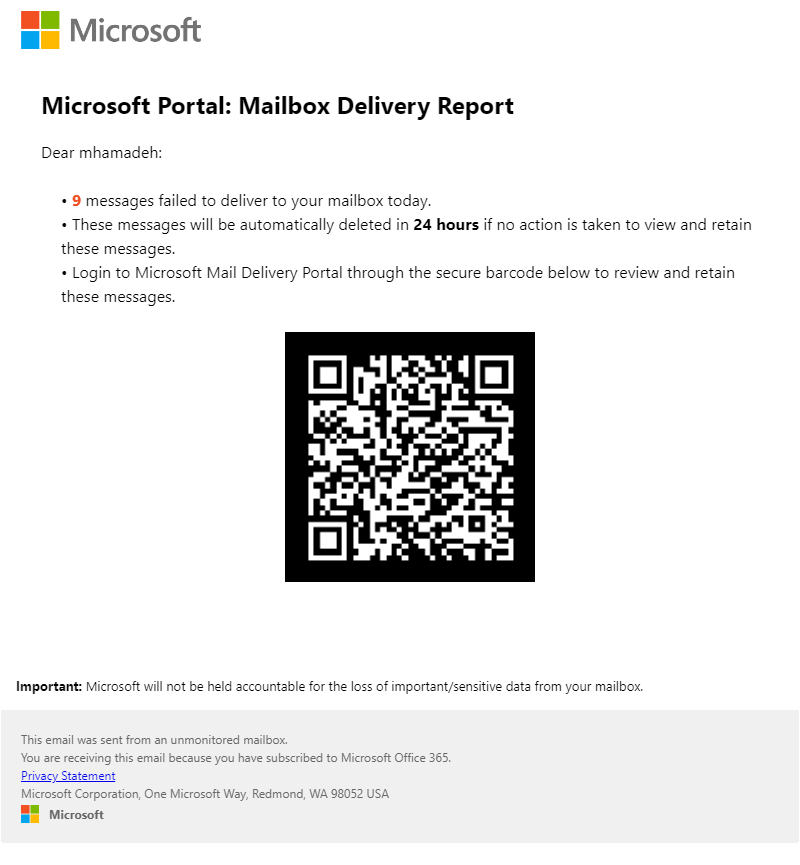 Microsoft
Microsoft Portal: Mailbox Delivery Report
Dear mhamadeh:
• 9 messages failed to deliver to your mailbox today.
• These messages will be automatically deleted in 24 hours if no action is taken to view and retain
these messages.
• Login to Microsoft Mail Delivery Portal through the secure barcode below to review and retain
these messages.
Important: Microsoft will not be held accountable for the loss of important/sensitive data from your mailbox.
This email was sent from an unmonitored mailbox.
You are receiving this email because you have subscribed to Microsoft Office 365.
Privacy Statement
Microsoft Corporation, One Microsoft Way, Redmond, WA 98052 USA
Microsoft